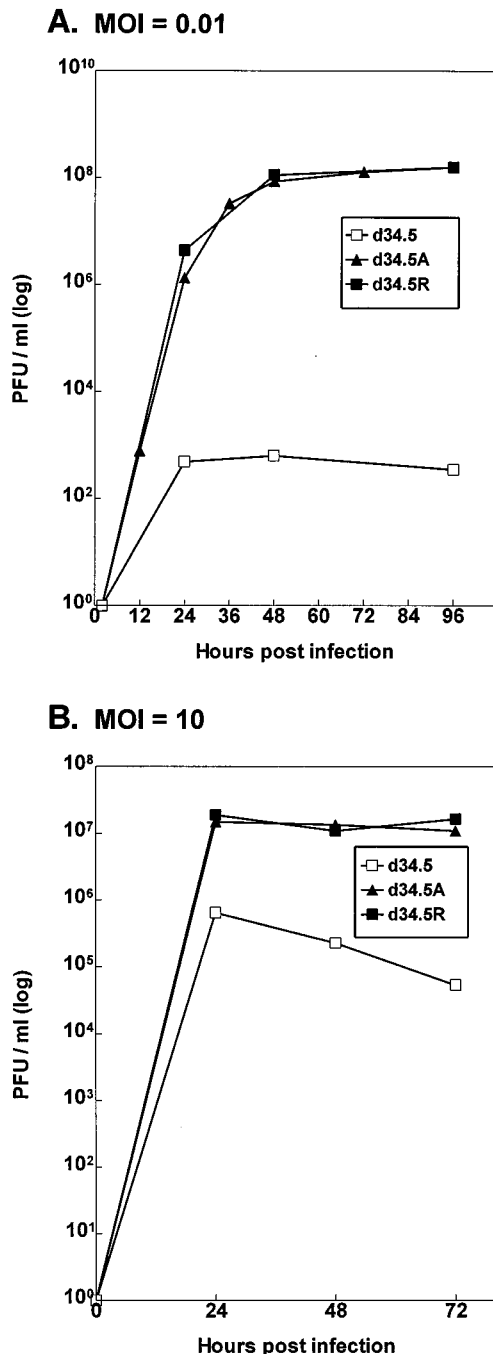 A. MOI = 0.01
PFU / ml (log)
10^10
10^8
10^6
10^4
10^2
10^0
0 12 24 36 48 60 72 84 96
Hours post infection
d34.5
d34.5A
d34.5R
B. MOI = 10
PFU / ml (log)
10^8
10^7
10^6
10^5
10^4
10^3
10^2
10^1
10^0
0 24 48 72
Hours post infection
d34.5
d34.5A
d34.5R